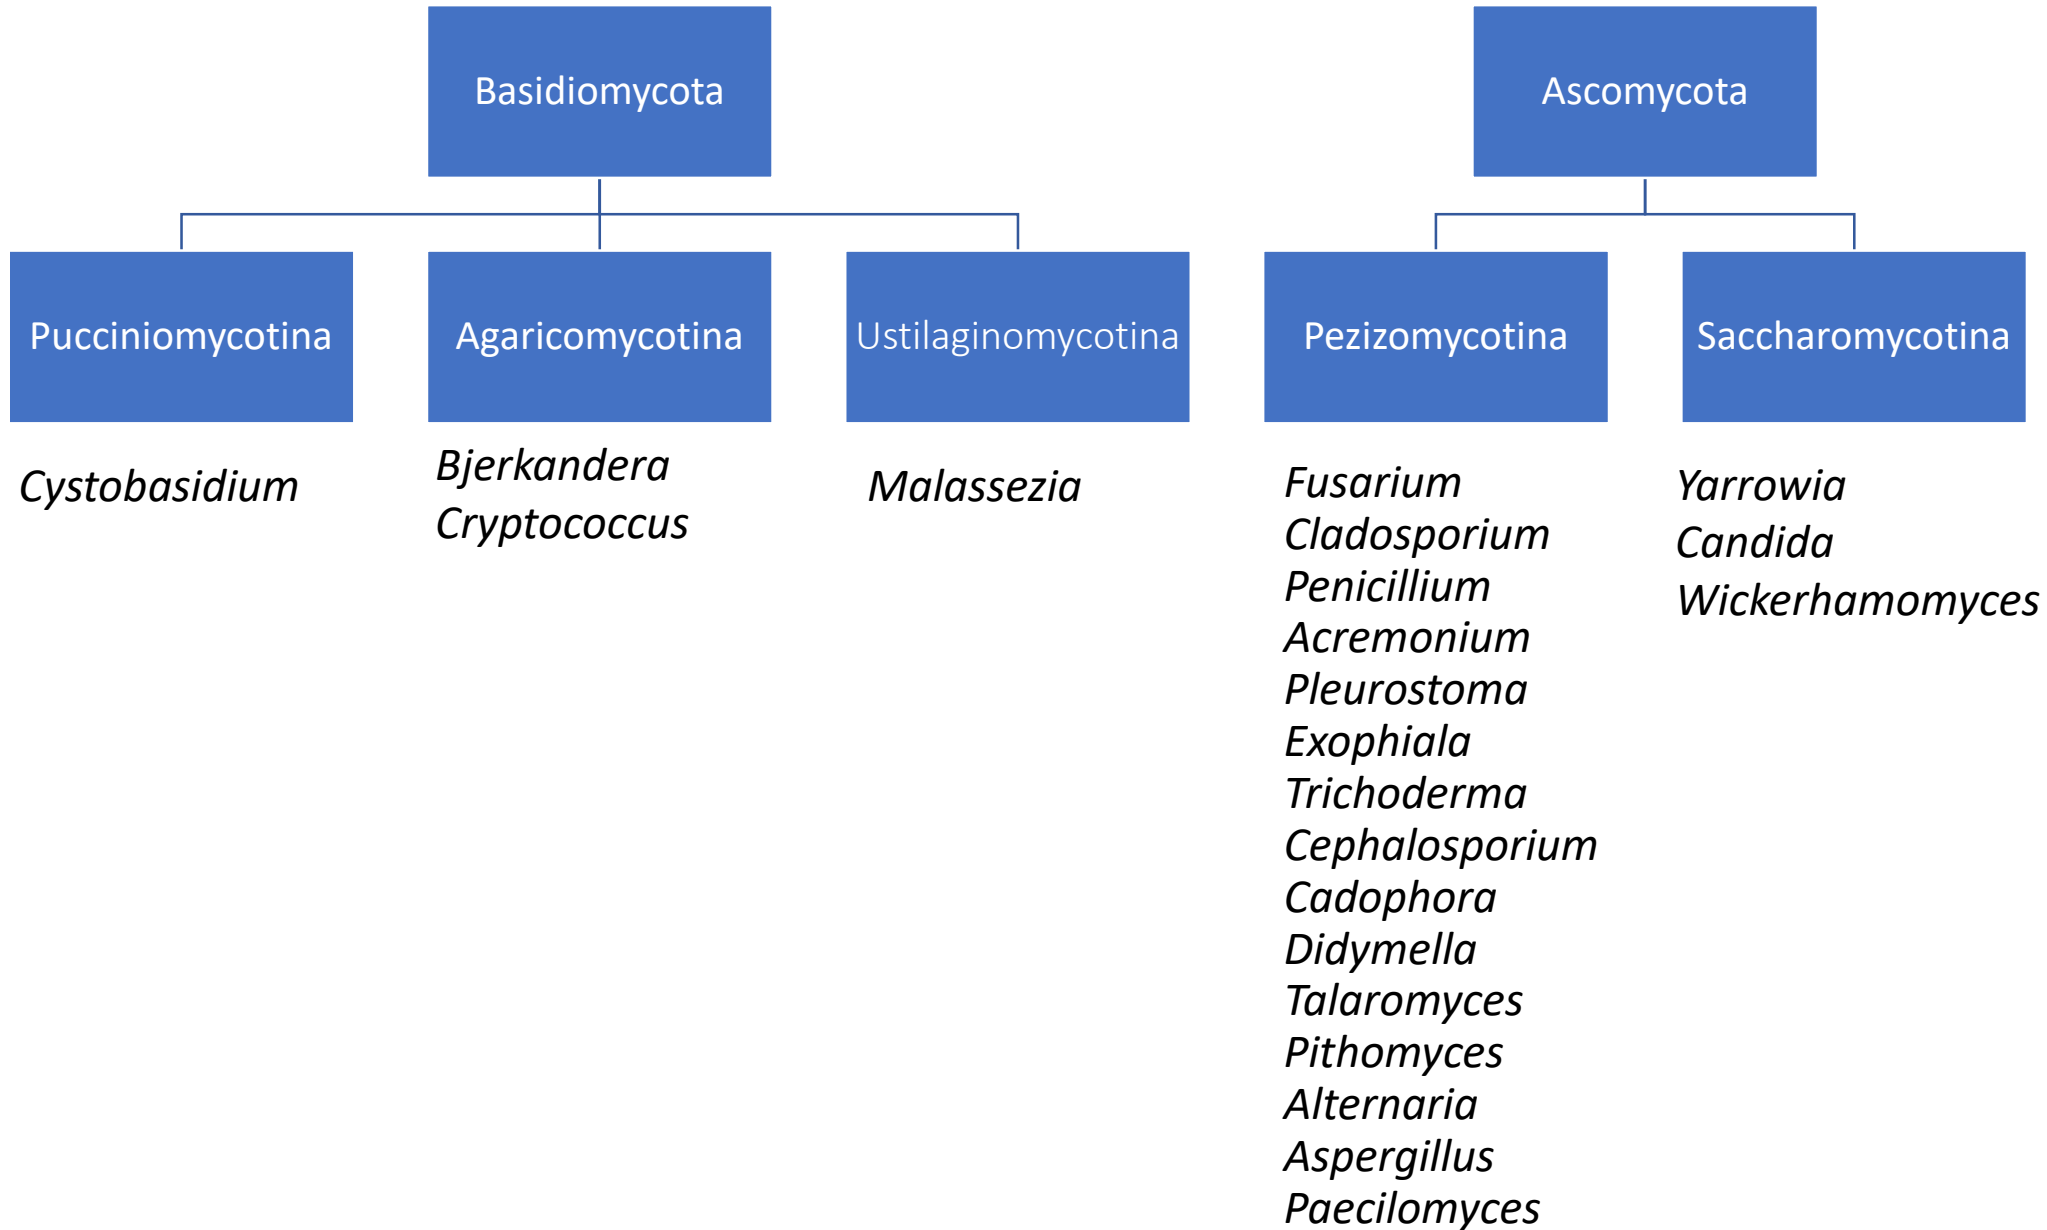 Basidiomycota
Ascomycota
Pucciniomycotina
Agaricomycotina
Ustilaginomycotina
Pezizomycotina
Saccharomycotina
Cystobasidium
Bjerkandera
Cryptococcus
Malassezia
Fusarium
Cladosporium
Penicillium
Acremonium
Pleurostoma
Exophiala
Trichoderma
Cephalosporium
Cadophora
Didymella
Talaromyces
Pithomyces
Alternaria
Aspergillus
Paecilomyces
Yarrowia
Candida
Wickerhamomyces